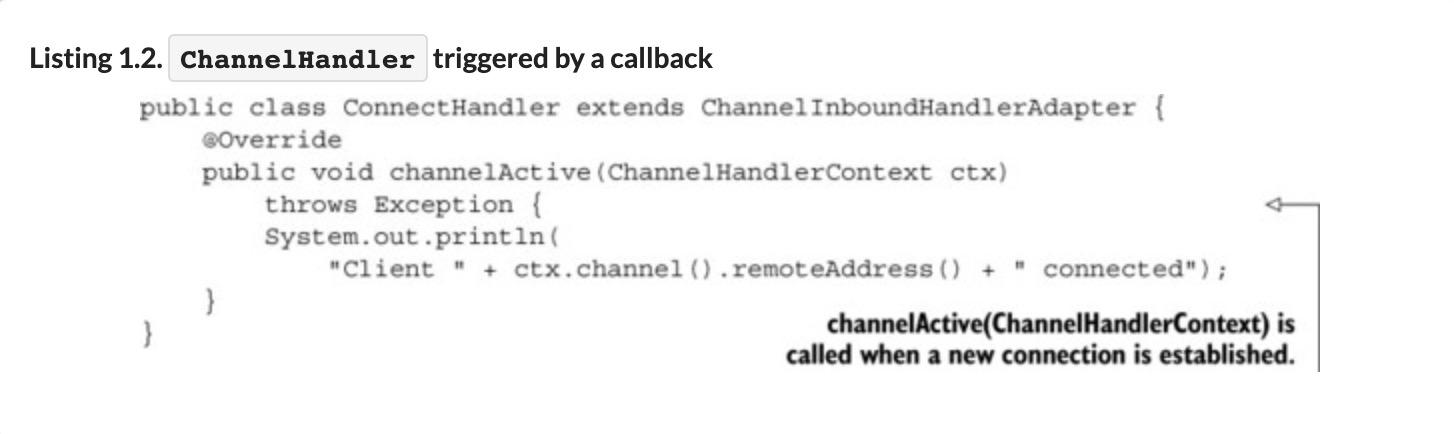 Listing 1.2. ChannelHandler triggered by a callback
public class ConnectHandler extends ChannelInboundHandlerAdapter {
@Override
public void channelActive(ChannelHandlerContext ctx)
throws Exception {
System.out.println(
"Client " + ctx.channel().remoteAddress() + " connected");
}
}
channelActive(ChannelHandlerContext) is
called when a new connection is established.